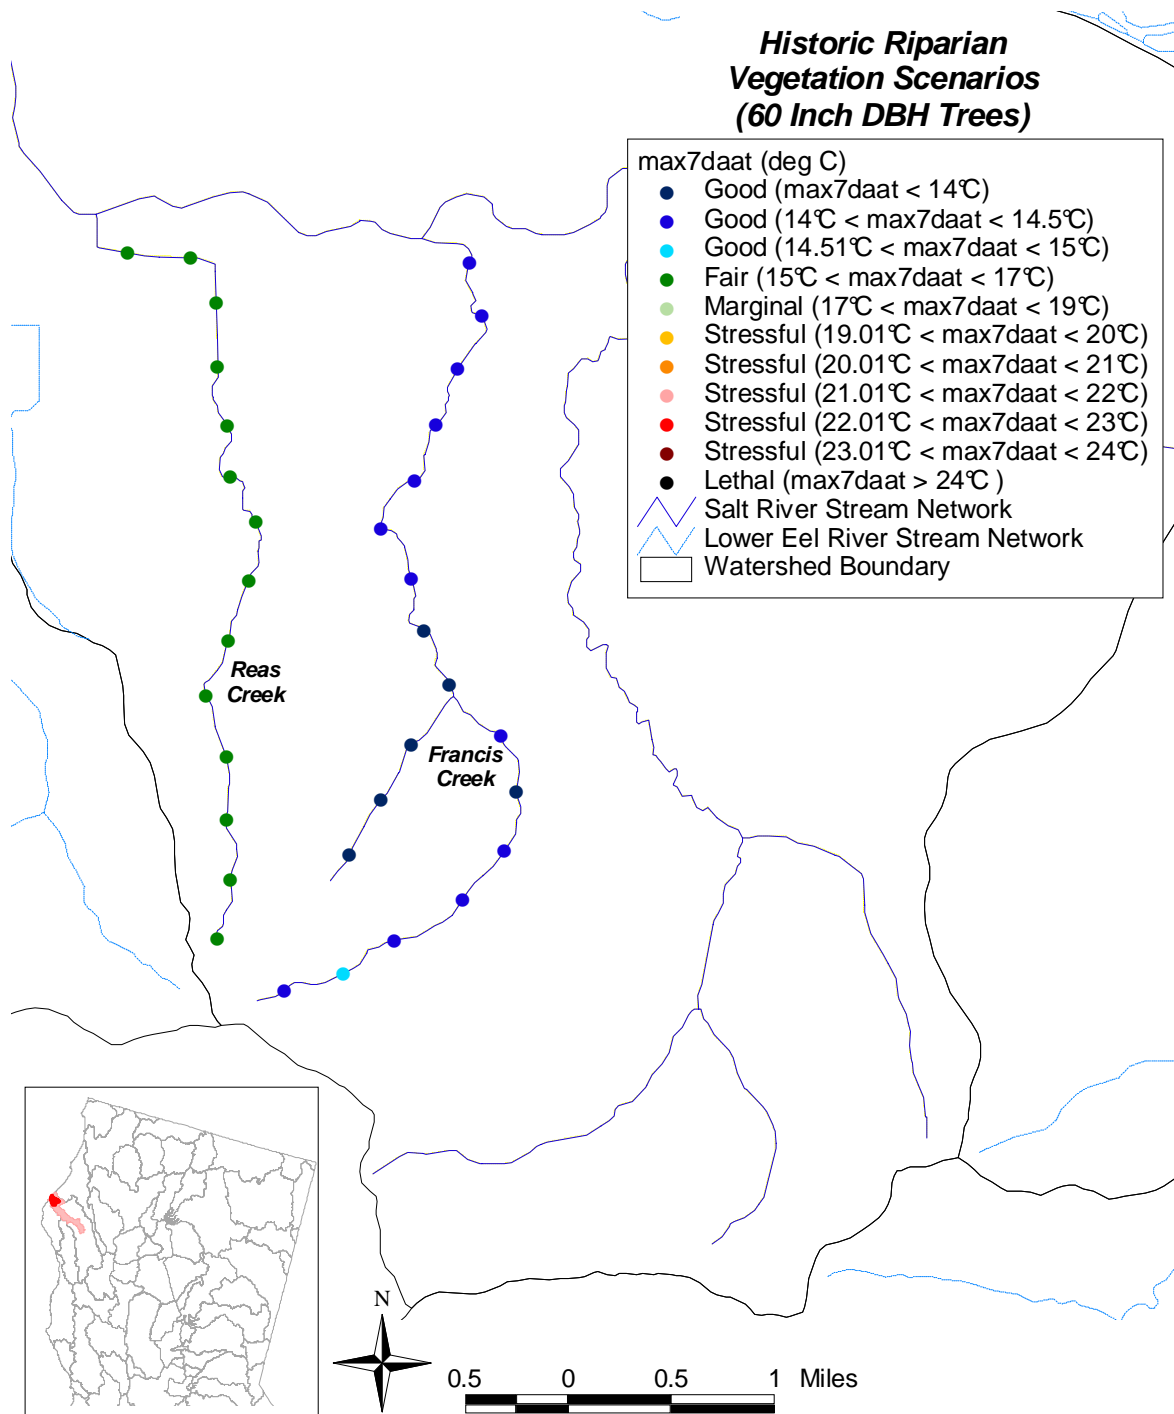 Historic Riparian
Vegetation Scenarios
(60 Inch DBH Trees)
max7daat (deg C)
Good (max7daat < 14°C)
Good (14°C < max7daat < 14.5°C)
Good (14.51°C < max7daat < 15°C)
Fair (15°C < max7daat < 17°C)
Marginal (17°C < max7daat < 19°C)
Stressful (19.01°C < max7daat < 20°C)
Stressful (20.01°C < max7daat < 21°C)
Stressful (21.01°C < max7daat < 22°C)
Stressful (22.01°C < max7daat < 23°C)
Stressful (23.01°C < max7daat < 24°C)
Lethal (max7daat > 24°C )
Salt River Stream Network
Lower Eel River Stream Network
Watershed Boundary
Reas
Creek
Francis
Creek
N
0.5 0 0.5 1 Miles